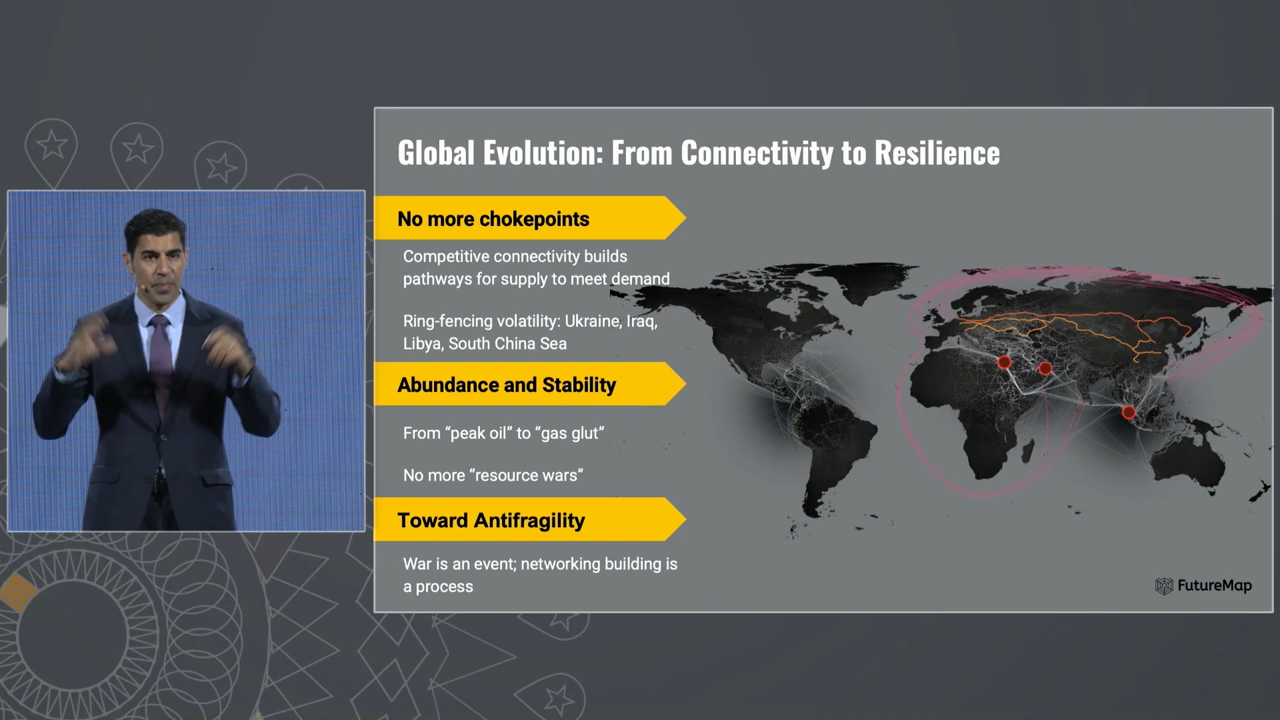 Global Evolution: From Connectivity to Resilience
No more chokepoints
Competitive connectivity builds
pathways for supply to meet demand
Ring-fencing volatility: Ukraine, Iraq,
Libya, South China Sea
Abundance and Stability
From “peak oil” to “gas glut”
No more “resource wars”
Toward Antifragility
War is an event; networking building is
a process
FutureMap